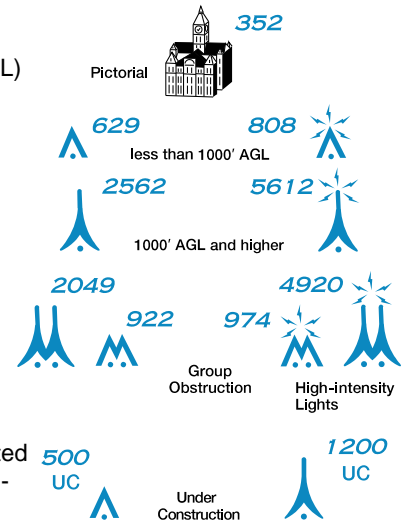 352
L)
Pictorial
629
808
less than 1000' AGL
2562
5612
1000' AGL and higher
2049
4920
922
974
Group
Obstruction
High-intensity
Lights
ted
-
500
UC
1200
UC
Under
Construction